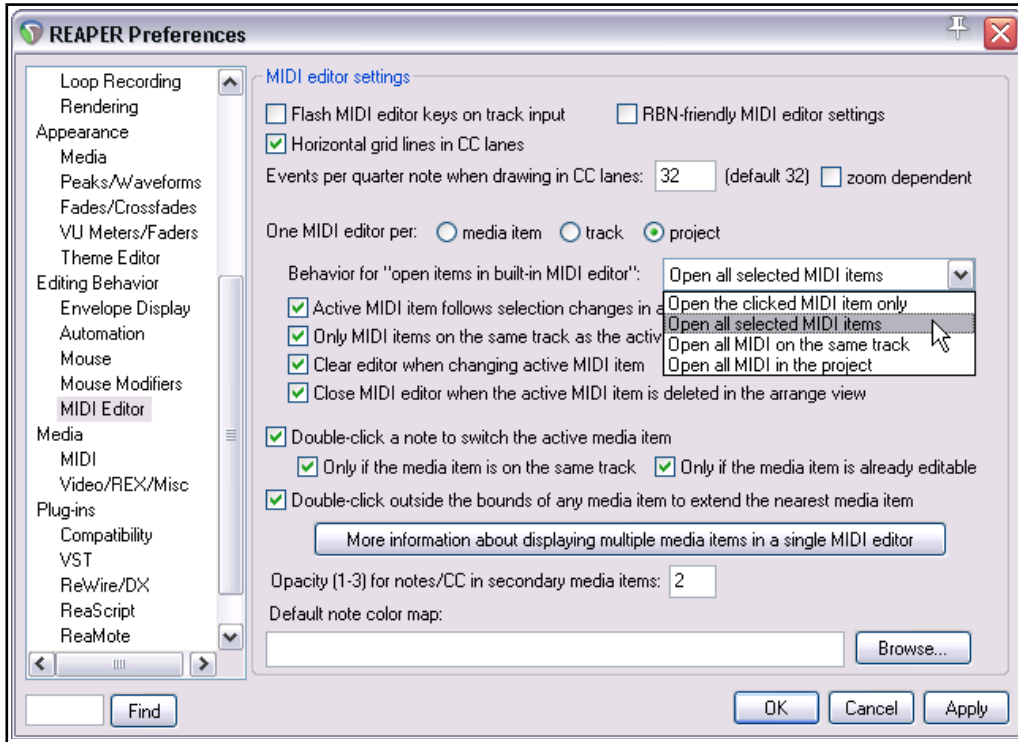 REAPER Preferences
Loop Recording
Rendering
Appearance
Media
Peaks/Waveforms
Fades/Crossfades
VU Meters/Faders
Theme Editor
Editing Behavior
Envelope Display
Automation
Mouse
Mouse Modifiers
MIDI Editor
Media
MIDI
Video/REX/Misc
Plug-ins
Compatibility
VST
ReWire/DX
ReaScript
ReaMote
Find
MIDI editor settings
Flash MIDI editor keys on track input RBN-friendly MIDI editor settings
Horizontal grid lines in CC lanes
Events per quarter note when drawing in CC lanes: 32 (default 32) zoom dependent
One MIDI editor per: media item track project
Behavior for "open items in built-in MIDI editor": Open all selected MIDI items
Open the clicked MIDI item only
Open all selected MIDI items
Open all MIDI on the same track
Open all MIDI in the project
Active MIDI item follows selection changes in a
Only MIDI items on the same track as the activ
Clear editor when changing active MIDI item
Close MIDI editor when the active MIDI item is deleted in the arrange view
Double-click a note to switch the active media item
Only if the media item is on the same track Only if the media item is already editable
Double-click outside the bounds of any media item to extend the nearest media item
More information about displaying multiple media items in a single MIDI editor
Opacity (1-3) for notes/CC in secondary media items: 2
Default note color map:
Browse...
OK Cancel Apply